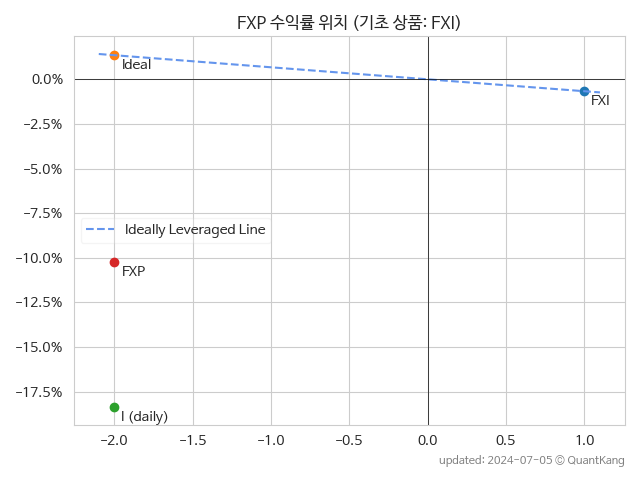 FXP 수익률 위치 (기초 상품: FXI)
Ideal
0.0%
FXI
−2.5%
−5.0%
−7.5%
Ideally Leveraged Line
−10.0%
FXP
−12.5%
−15.0%
−17.5%
I (daily)
−2.0 −1.5 −1.0 −0.5 0.0 0.5 1.0
updated: 2024-07-05 © QuantKang